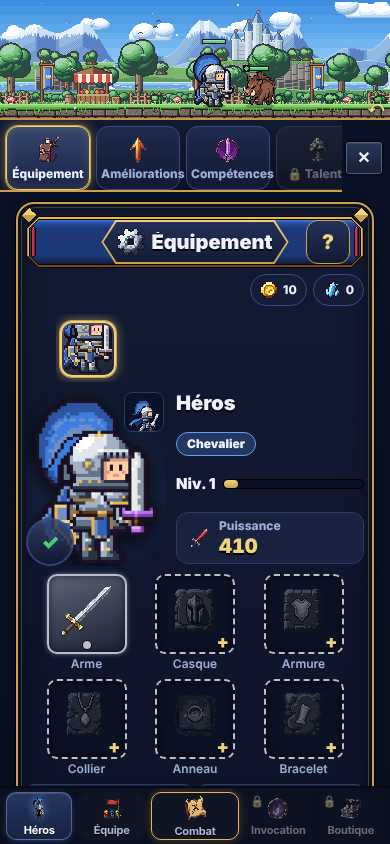 Équipement
Améliorations
Compétences
Talent
×
Équipement
?
10
0
Héros
Chevalier
Niv. 1
Puissance
410
Arme
Casque
Armure
Collier
Anneau
Bracelet
Héros
Équipe
Combat
Invocation
Boutique